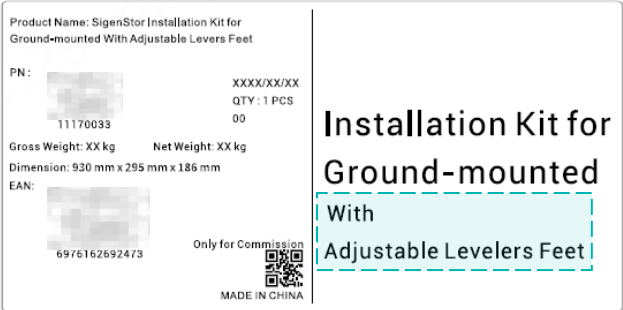 Product Name: SigenStor Installation Kit for
Ground-mounted With Adjustable Levers Feet
PN:
11170033
XXXX/XX/XX
QTY: 1 PCS
00
Gross Weight: XX kg Net Weight: XX kg
Dimension: 930 mm x 295 mm x 186 mm
EAN:
6976162692473
Only for Commission
MADE IN CHINA
Installation Kit for
Ground-mounted
With
Adjustable Levelers Feet